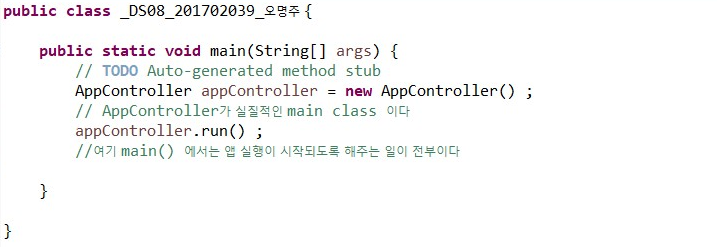 public class _DS08_201702039_오명주 {
public static void main(String[] args) {
// TODO Auto-generated method stub
AppController appController = new AppController() ;
// AppController가 실질적인 main class 이다
appController.run() ;
//여기 main() 에서는 앱 실행이 시작되도록 해주는 일이 전부이다
}
}